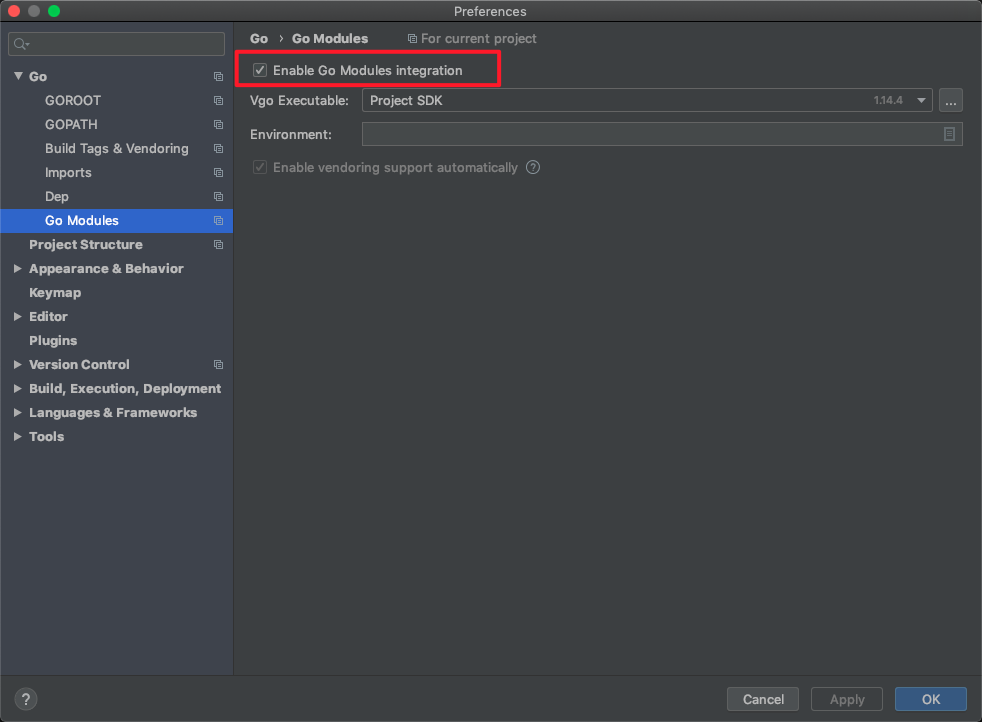 Preferences
Go › Go Modules For current project
Enable Go Modules integration
Vgo Executable: Project SDK 1.14.4 ...
Environment:
Enable vendoring support automatically ?
Go
GOROOT
GOPATH
Build Tags & Vendoring
Imports
Dep
Go Modules
Project Structure
Appearance & Behavior
Keymap
Editor
Plugins
Version Control
Build, Execution, Deployment
Languages & Frameworks
Tools
? Cancel Apply OK